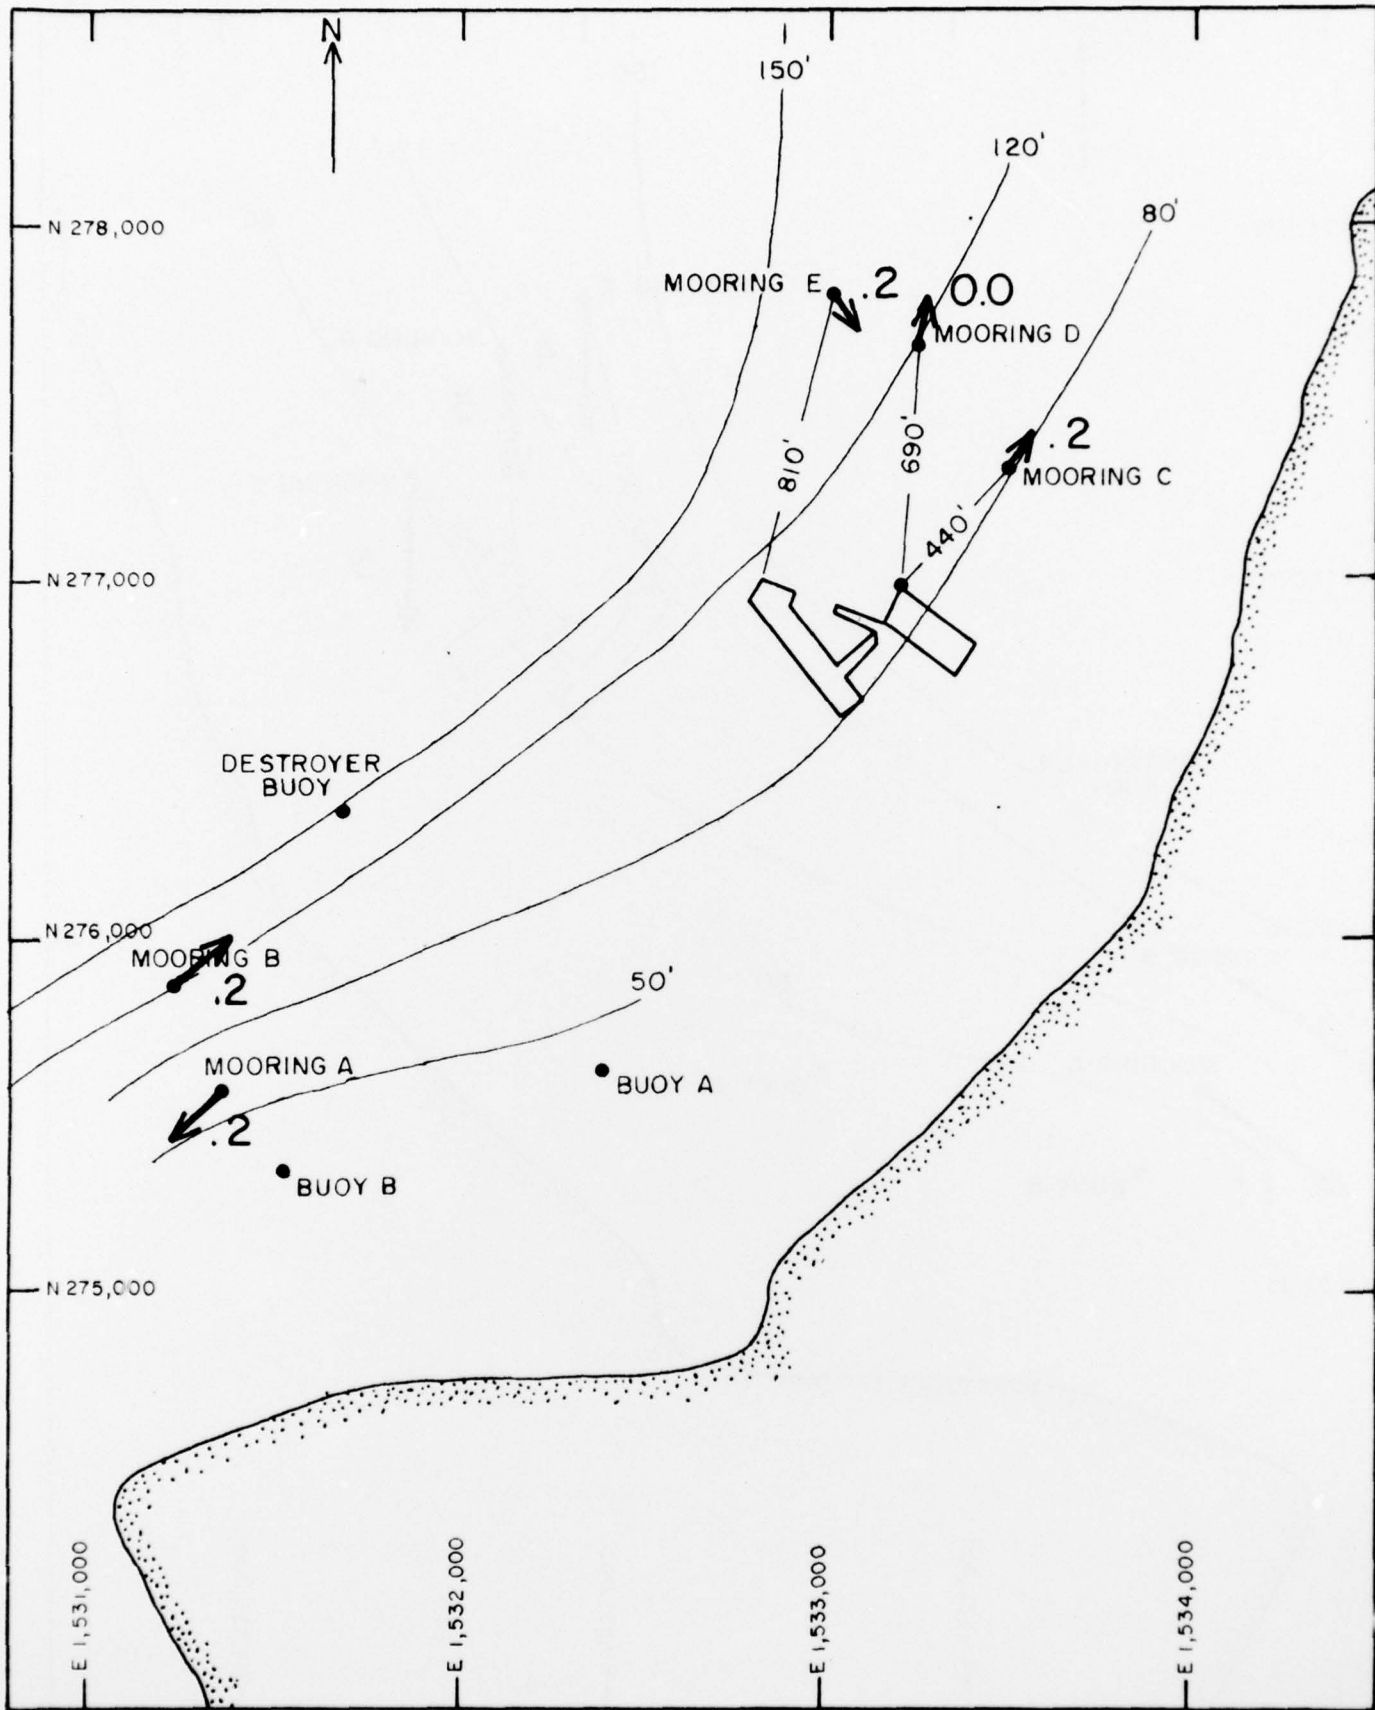 N
150'
120'
80'
N 278,000
MOORING E
.2
0.0
MOORING D
.2
MOORING C
810'
690'
440'
N 277,000
DESTROYER
BUOY
N 276,000
MOORING B
.2
50'
MOORING A
BUOY A
.2
BUOY B
N 275,000
E 1,531,000
E 1,532,000
E 1,533,000
E 1,534,000